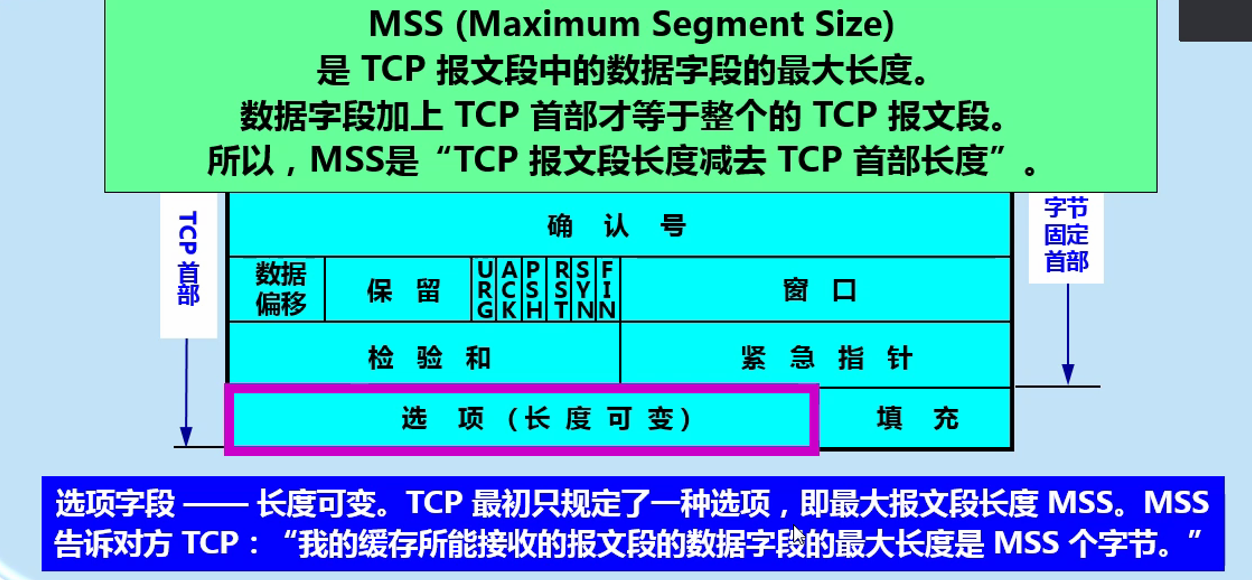 MSS (Maximum Segment Size)
是 TCP 报文段中的数据字段的最大长度。
数据字段加上 TCP 首部才等于整个的 TCP 报文段。
所以，MSS是“TCP 报文段长度减去 TCP 首部长度”。
TCP 首部
确 认 号
字节
固定
首部
数据
偏移
保 留
URG
ACK
PSH
RST
SYN
FIN
窗 口
检 验 和
紧 急 指 针
选 项 （长 度 可 变）
填 充
选项字段 —— 长度可变。TCP 最初只规定了一种选项，即最大报文段长度 MSS。MSS
告诉对方 TCP：“我的缓存所能接收的报文段的数据字段的最大长度是 MSS 个字节。”